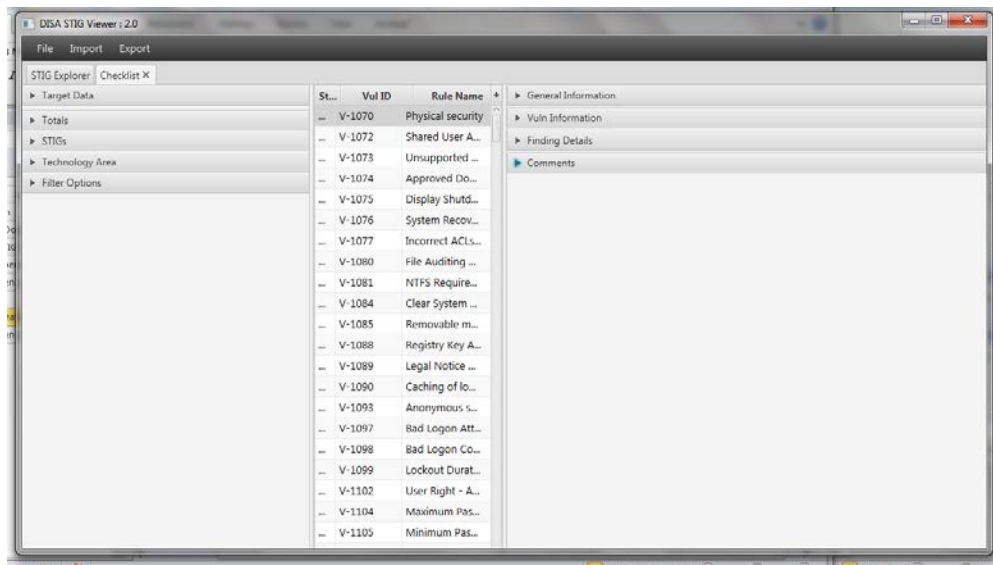 DISA STIG Viewer : 2.0
File Import Export
STIG Explorer Checklist ×
Target Data
Totals
STIGs
Technology Area
Filter Options
St... Vul ID Rule Name +
... V-1070 Physical security
... V-1072 Shared User A...
... V-1073 Unsupported ...
... V-1074 Approved Do...
... V-1075 Display Shutd...
... V-1076 System Recov...
... V-1077 Incorrect ACLs...
... V-1080 File Auditing ...
... V-1081 NTFS Require...
... V-1084 Clear System ...
... V-1085 Removable m...
... V-1088 Registry Key A...
... V-1089 Legal Notice ...
... V-1090 Caching of lo...
... V-1093 Anonymous s...
... V-1097 Bad Logon Att...
... V-1098 Bad Logon Co...
... V-1099 Lockout Durat...
... V-1102 User Right - A...
... V-1104 Maximum Pas...
... V-1105 Minimum Pas...
General Information
Vuln Information
Finding Details
Comments